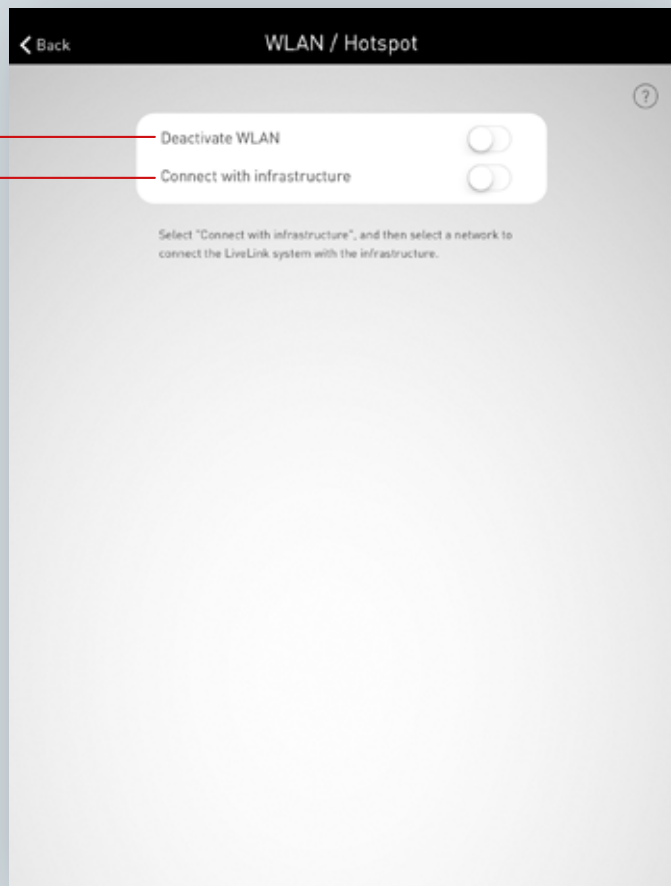 Back
WLAN / Hotspot
?
Deactivate WLAN
Connect with infrastructure
Select "Connect with infrastructure", and then select a network to
connect the LiveLink system with the infrastructure.